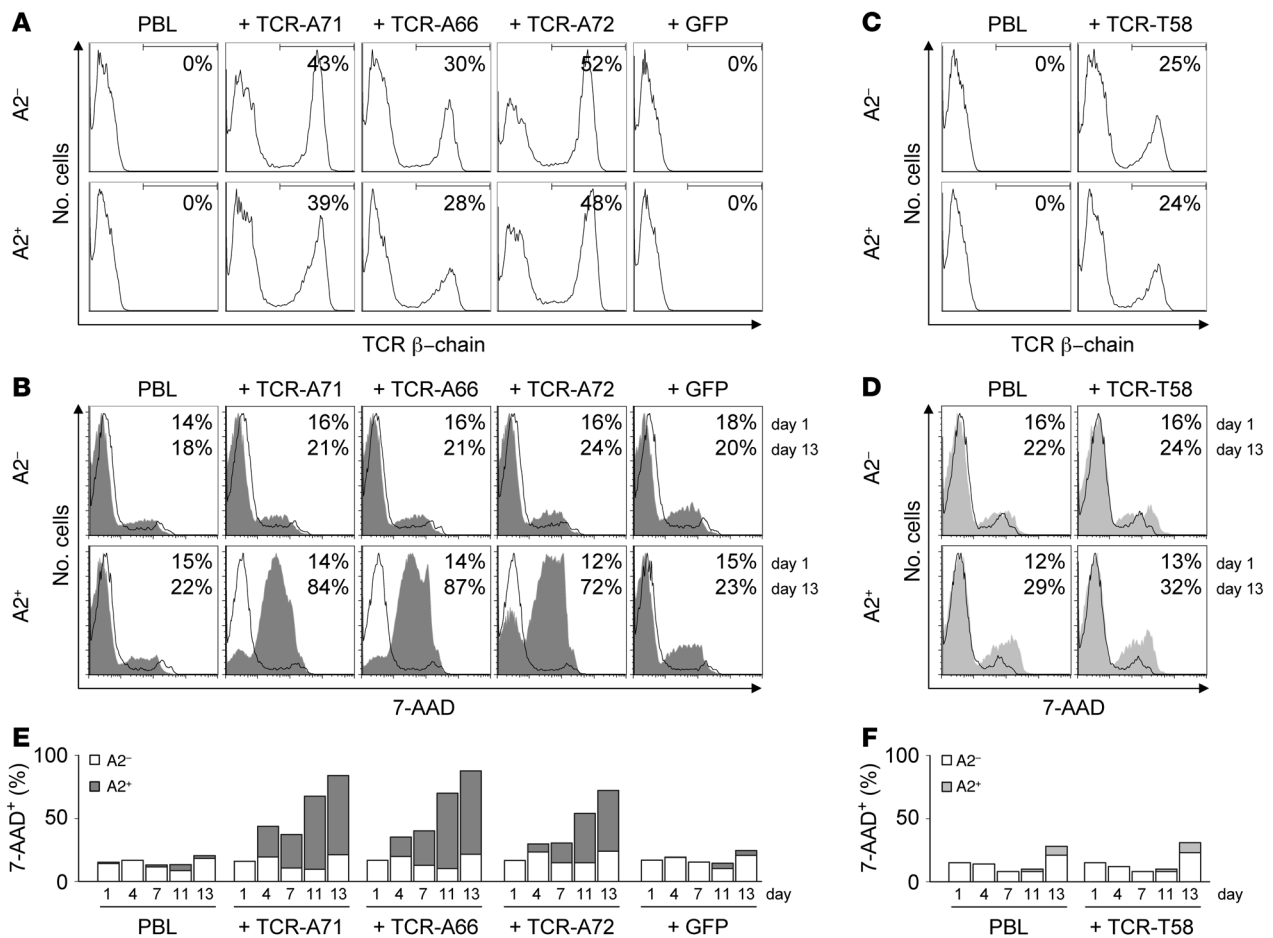 A
PBL + TCR-A71 + TCR-A66 + TCR-A72 + GFP
A2⁻
0% 43% 30% 52% 0%
No. cells
A2⁺
0% 39% 28% 48% 0%
TCR β−chain
C
PBL + TCR-T58
A2⁻
0% 25%
No. cells
A2⁺
0% 24%
TCR β−chain
B
PBL + TCR-A71 + TCR-A66 + TCR-A72 + GFP
A2⁻
14% 16% 16% 16% 18% day 1
18% 21% 21% 24% 20% day 13
No. cells
A2⁺
15% 14% 14% 12% 15% day 1
22% 84% 87% 72% 23% day 13
7-AAD
D
PBL + TCR-T58
A2⁻
16% 16% day 1
22% 24% day 13
No. cells
A2⁺
12% 13% day 1
29% 32% day 13
7-AAD
E
7-AAD⁺ (%)
100
50
0
A2⁻
A2⁺
1 4 7 11 13 1 4 7 11 13 1 4 7 11 13 1 4 7 11 13 1 4 7 11 13 day
PBL + TCR-A71 + TCR-A66 + TCR-A72 + GFP
F
7-AAD⁺ (%)
100
50
0
A2⁻
A2⁺
1 4 7 11 13 1 4 7 11 13 day
PBL + TCR-T58